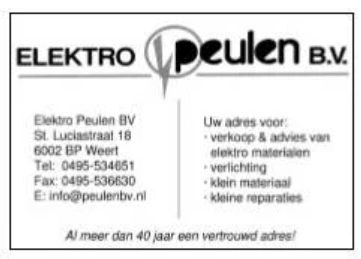 ELEKTRO peulen B.V.
Elektro Peulen BV
St. Luciastraat 18
6002 BP Weert
Tel: 0495-534651
Fax: 0495-536630
E: info@peulenbv.nl
Uw adres voor:
· verkoop & advies van
elektro materialen
· verlichting
· klein materiaal
· kleine reparaties
Al meer dan 40 jaar een vertrouwd adres!